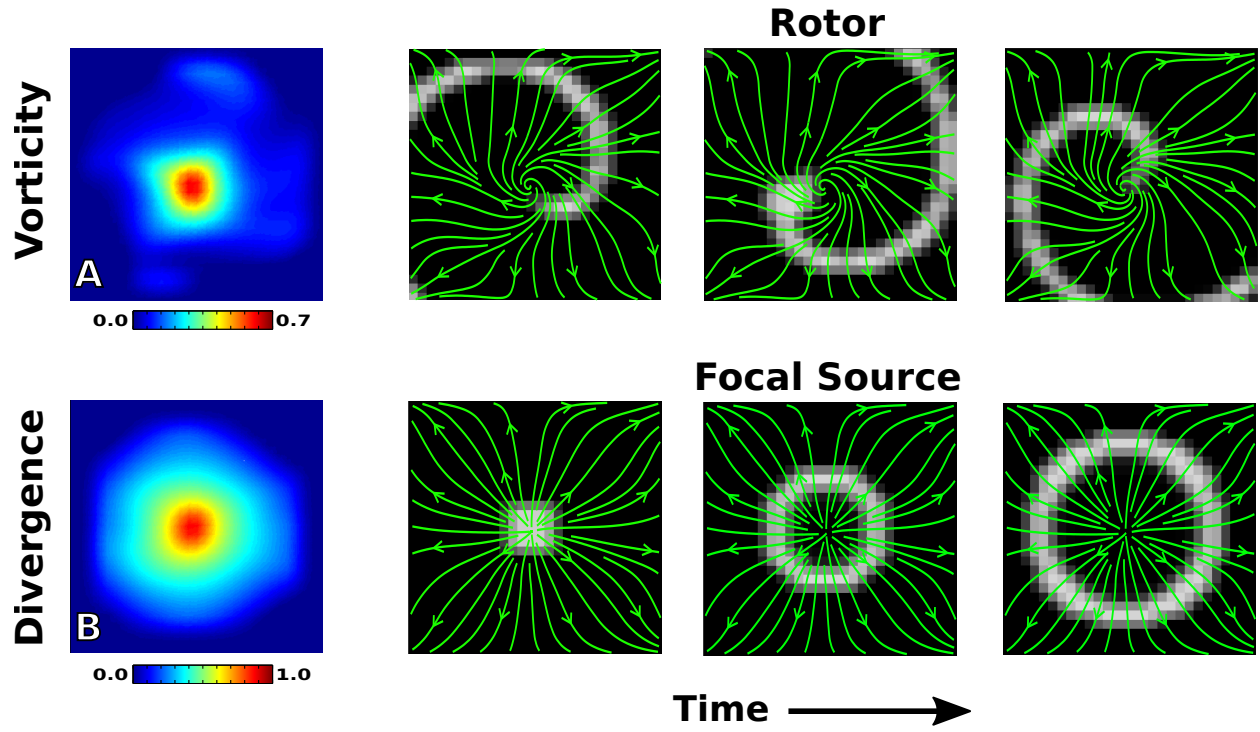 Rotor
Vorticity
A
0.0 0.7
Focal Source
Divergence
B
0.0 1.0
Time